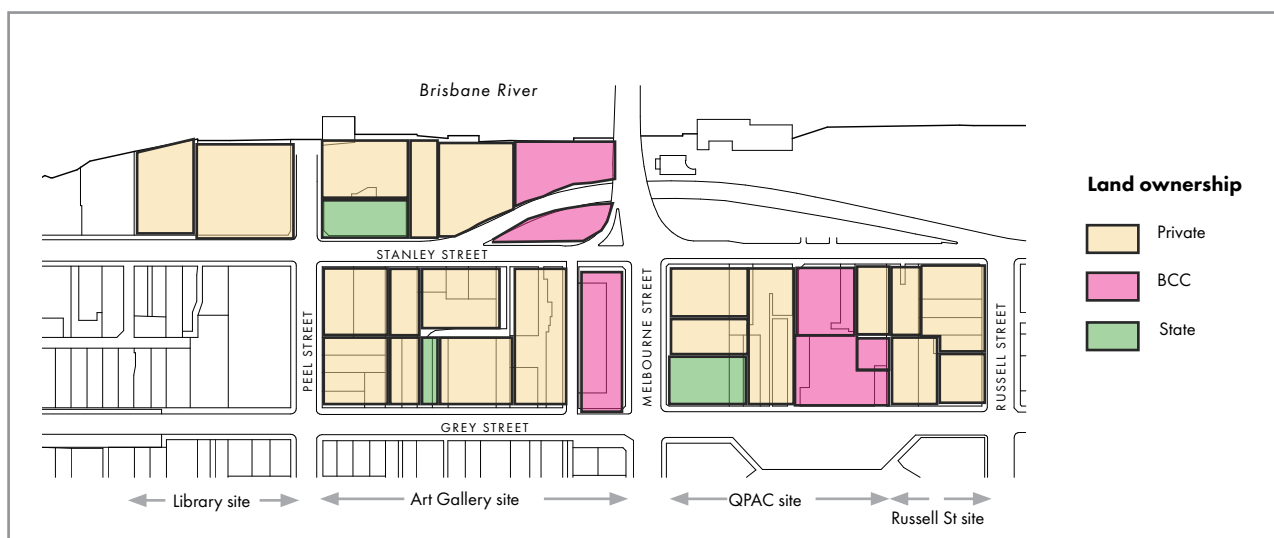 Brisbane River
Land ownership
Private
BCC
State
STANLEY STREET
PEEL STREET
MELBOURNE STREET
RUSSELL STREET
GREY STREET
Library site
Art Gallery site
QPAC site
Russell St site